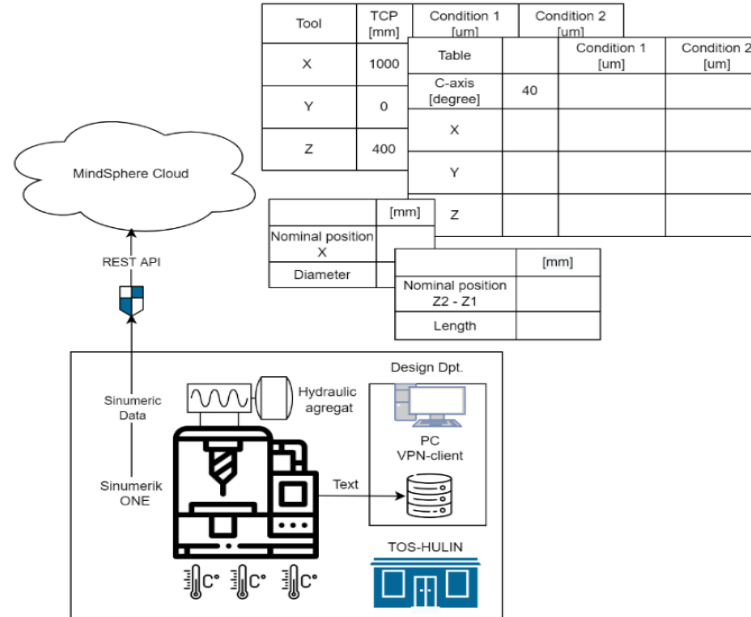 Tool
TCP
[mm]
Condition 1
[um]
Condition 2
[um]
X
1000
Y
0
Z
400
Table
Condition 1
[um]
Condition 2
[um]
C-axis
[degree]
40
X
Y
Z
[mm]
Nominal position
X
Diameter
[mm]
Nominal position
Z2 - Z1
Length
MindSphere Cloud
REST API
Sinumeric
Data
Sinumerik
ONE
Hydraulic
agregat
Design Dpt.
PC
VPN-client
Text
TOS-HULIN
C°
C°
C°